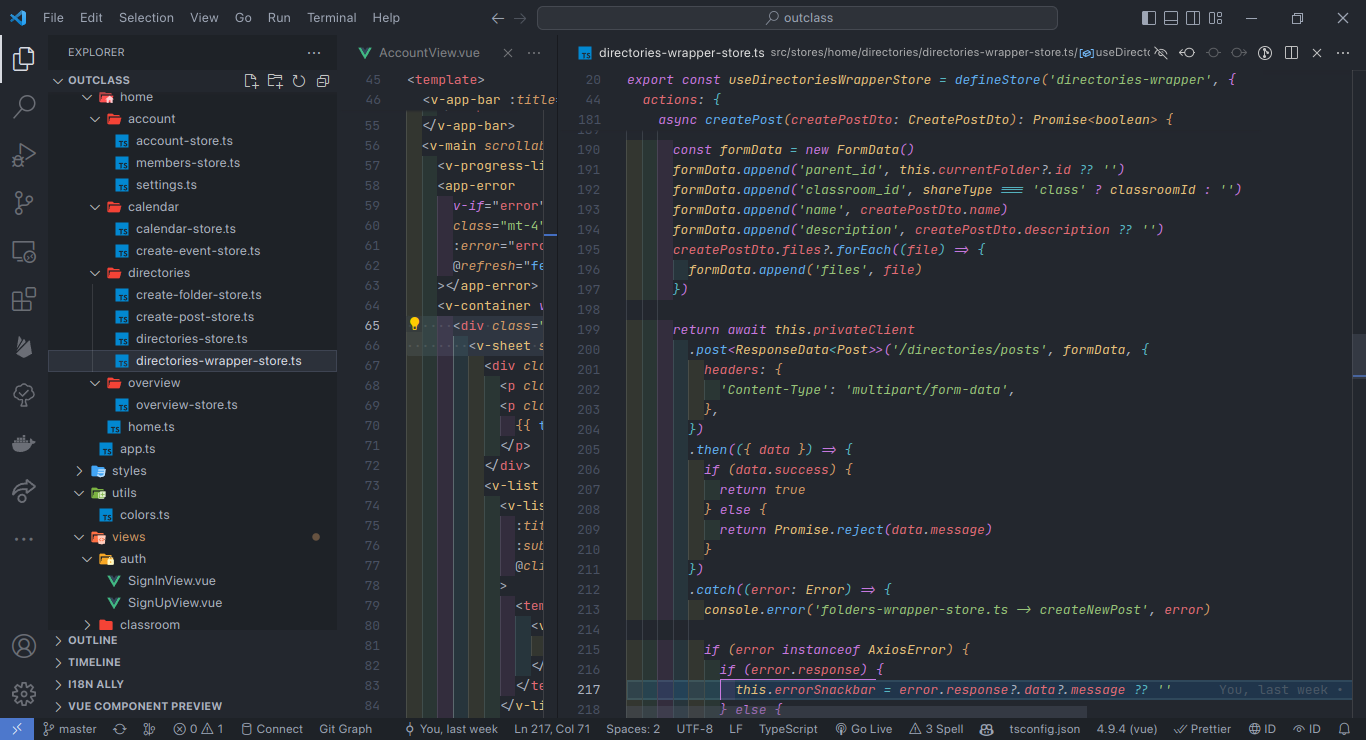 File Edit Selection View Go Run Terminal Help
outclass
EXPLORER
OUTCLASS
home
account
account-store.ts
members-store.ts
settings.ts
calendar
calendar-store.ts
create-event-store.ts
directories
create-folder-store.ts
create-post-store.ts
directories-store.ts
directories-wrapper-store.ts
overview
overview-store.ts
home.ts
app.ts
styles
utils
colors.ts
views
auth
SignInView.vue
SignUpView.vue
classroom
OUTLINE
TIMELINE
I18N ALLY
VUE COMPONENT PREVIEW
AccountView.vue
45 <template>
46 <v-app-bar :title=
55 </v-app-bar>
56 <v-main scrollab
57 <v-progress-li
58 <app-error
59 v-if="error"
60 class="mt-4"
61 :error="erro
62 @refresh="fe
63 ></app-error>
64 <v-container v
65 <div class="
66 <v-sheet s
67 <div cla
68 <p cla
69 <p cla
70 {{ t
71 </p>
72 </div>
73 <v-list
74 <v-lis
75 :tit
76 :sub
77 @cli
78 >
79 <tem
80 <v
81
82 </
83 </te
84 </v-li
TS directories-wrapper-store.ts src/stores/home/directories/directories-wrapper-store.ts/ useDirecto
20 export const useDirectoriesWrapperStore = defineStore('directories-wrapper', {
44 actions: {
181 async createPost(createPostDto: CreatePostDto): Promise<boolean> {
190 const formData = new FormData()
191 formData.append('parent_id', this.currentFolder?.id ?? '')
192 formData.append('classroom_id', shareType === 'class' ? classroomId : '')
193 formData.append('name', createPostDto.name)
194 formData.append('description', createPostDto.description ?? '')
195 createPostDto.files?.forEach((file) => {
196 formData.append('files', file)
197 })
198
199 return await this.privateClient
200 .post<ResponseData<Post>>('/directories/posts', formData, {
201 headers: {
202 'Content-Type': 'multipart/form-data',
203 },
204 })
205 .then(({ data }) => {
206 if (data.success) {
207 return true
208 } else {
209 return Promise.reject(data.message)
210 }
211 })
212 .catch((error: Error) => {
213 console.error('folders-wrapper-store.ts -> createNewPost', error)
214
215 if (error instanceof AxiosError) {
216 if (error.response) {
217 this.errorSnackbar = error.response?.data?.message ?? '' You, last week •
218 } else {
master 0 1 Connect Git Graph You, last week Ln 217, Col 71 Spaces: 2 UTF-8 LF TypeScript Go Live 3 Spell tsconfig.json 4.9.4 (vue) Prettier ID ID